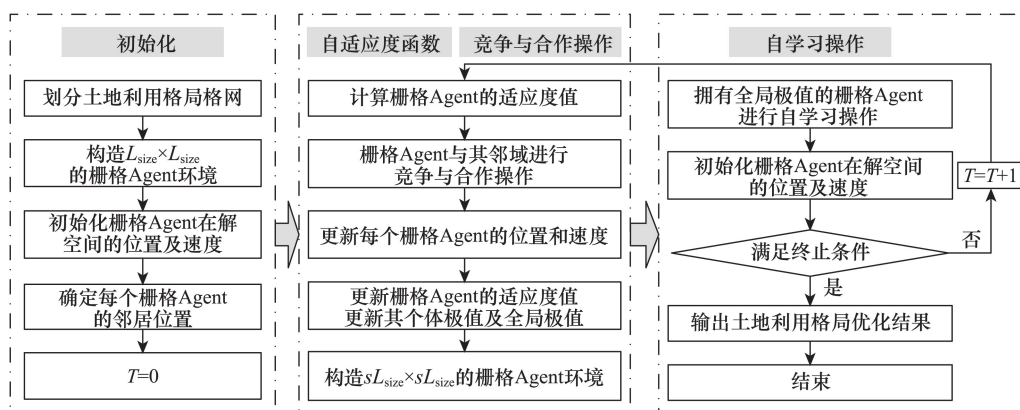 初始化
划分土地利用格局格网
构造Lsize×Lsize
的栅格Agent环境
初始化栅格Agent在解
空间的位置及速度
确定每个栅格Agent
的邻居位置
T=0
自适应度函数
竞争与合作操作
计算栅格Agent的适应度值
栅格Agent与其邻域进行
竞争与合作操作
更新每个栅格Agent的位置和速度
更新栅格Agent的适应度值
更新其个体极值及全局极值
构造sLsize×sLsize的栅格Agent环境
自学习操作
拥有全局极值的栅格Agent
进行自学习操作
初始化栅格Agent在解空间
的位置及速度
T=T+1
满足终止条件
否
是
输出土地利用格局优化结果
结束